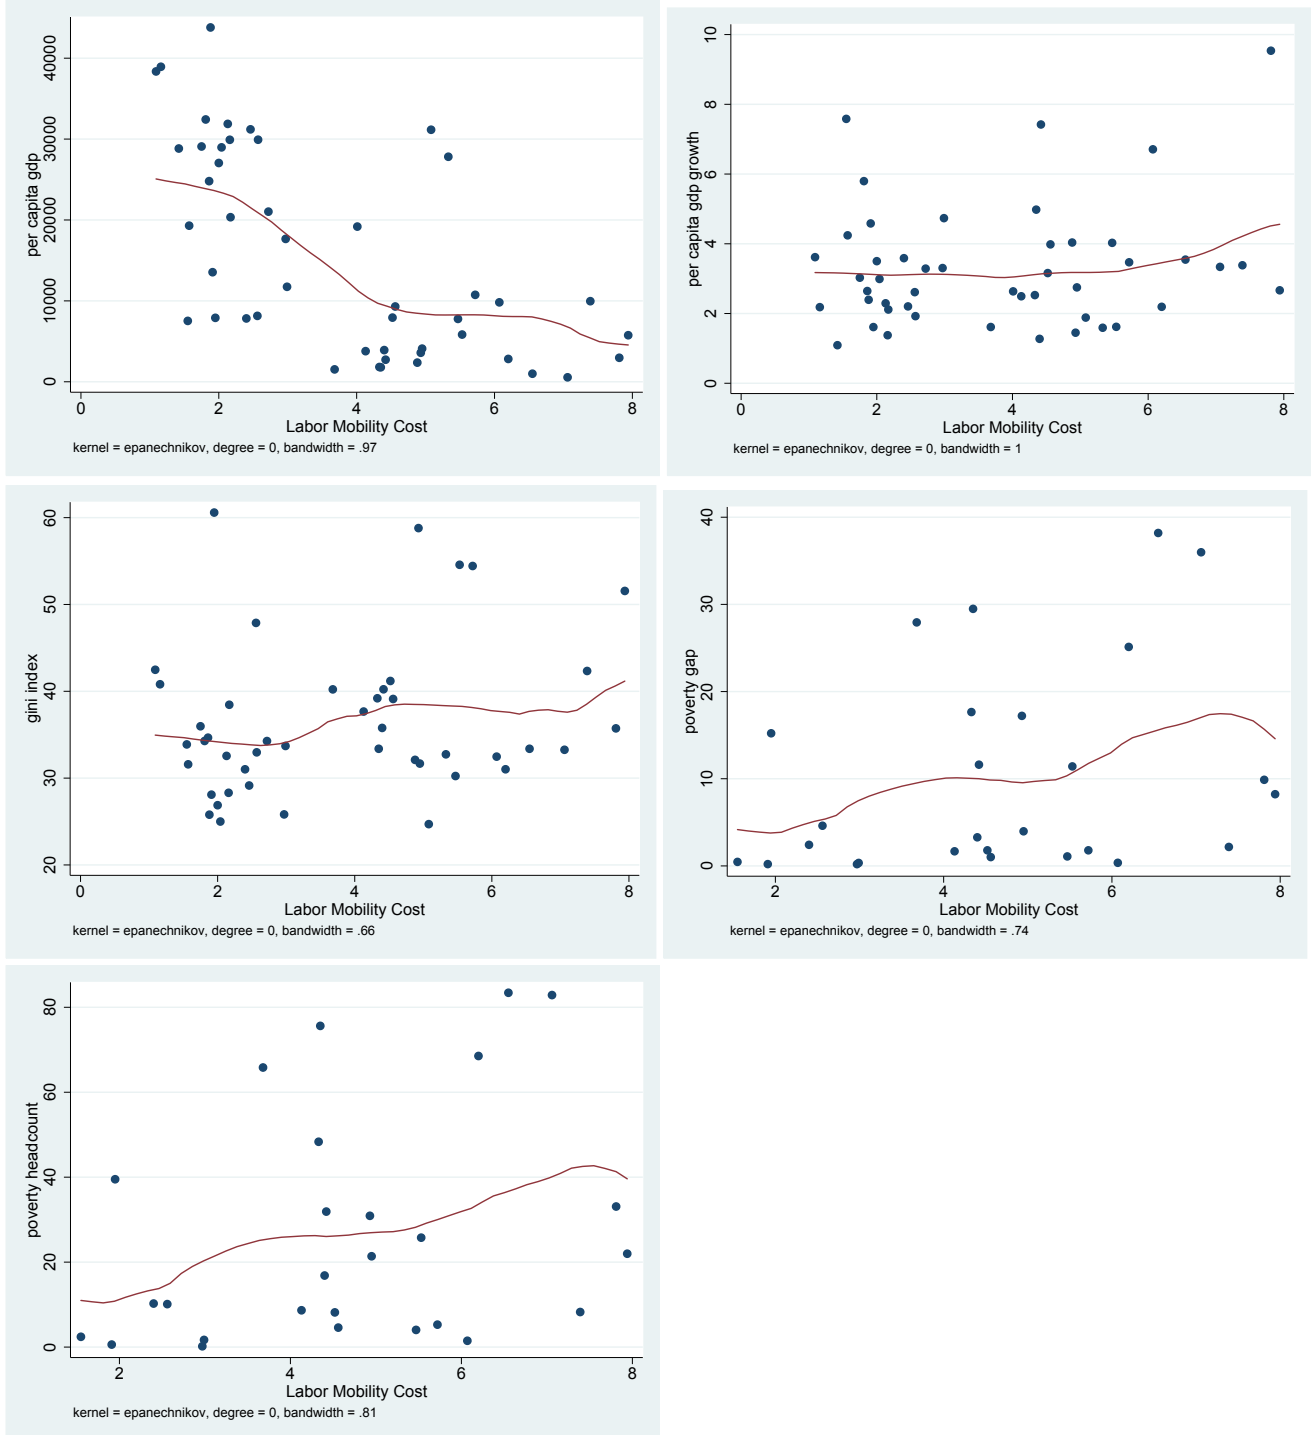 per capita gdp
40000
30000
20000
10000
0
0 2 4 6 8
Labor Mobility Cost
kernel = epanechnikov, degree = 0, bandwidth = .97
per capita gdp growth
10
8
6
4
2
0
0 2 4 6 8
Labor Mobility Cost
kernel = epanechnikov, degree = 0, bandwidth = 1
gini index
60
50
40
30
20
0 2 4 6 8
Labor Mobility Cost
kernel = epanechnikov, degree = 0, bandwidth = .66
poverty gap
40
30
20
10
0
2 4 6 8
Labor Mobility Cost
kernel = epanechnikov, degree = 0, bandwidth = .74
poverty headcount
80
60
40
20
0
2 4 6 8
Labor Mobility Cost
kernel = epanechnikov, degree = 0, bandwidth = .81